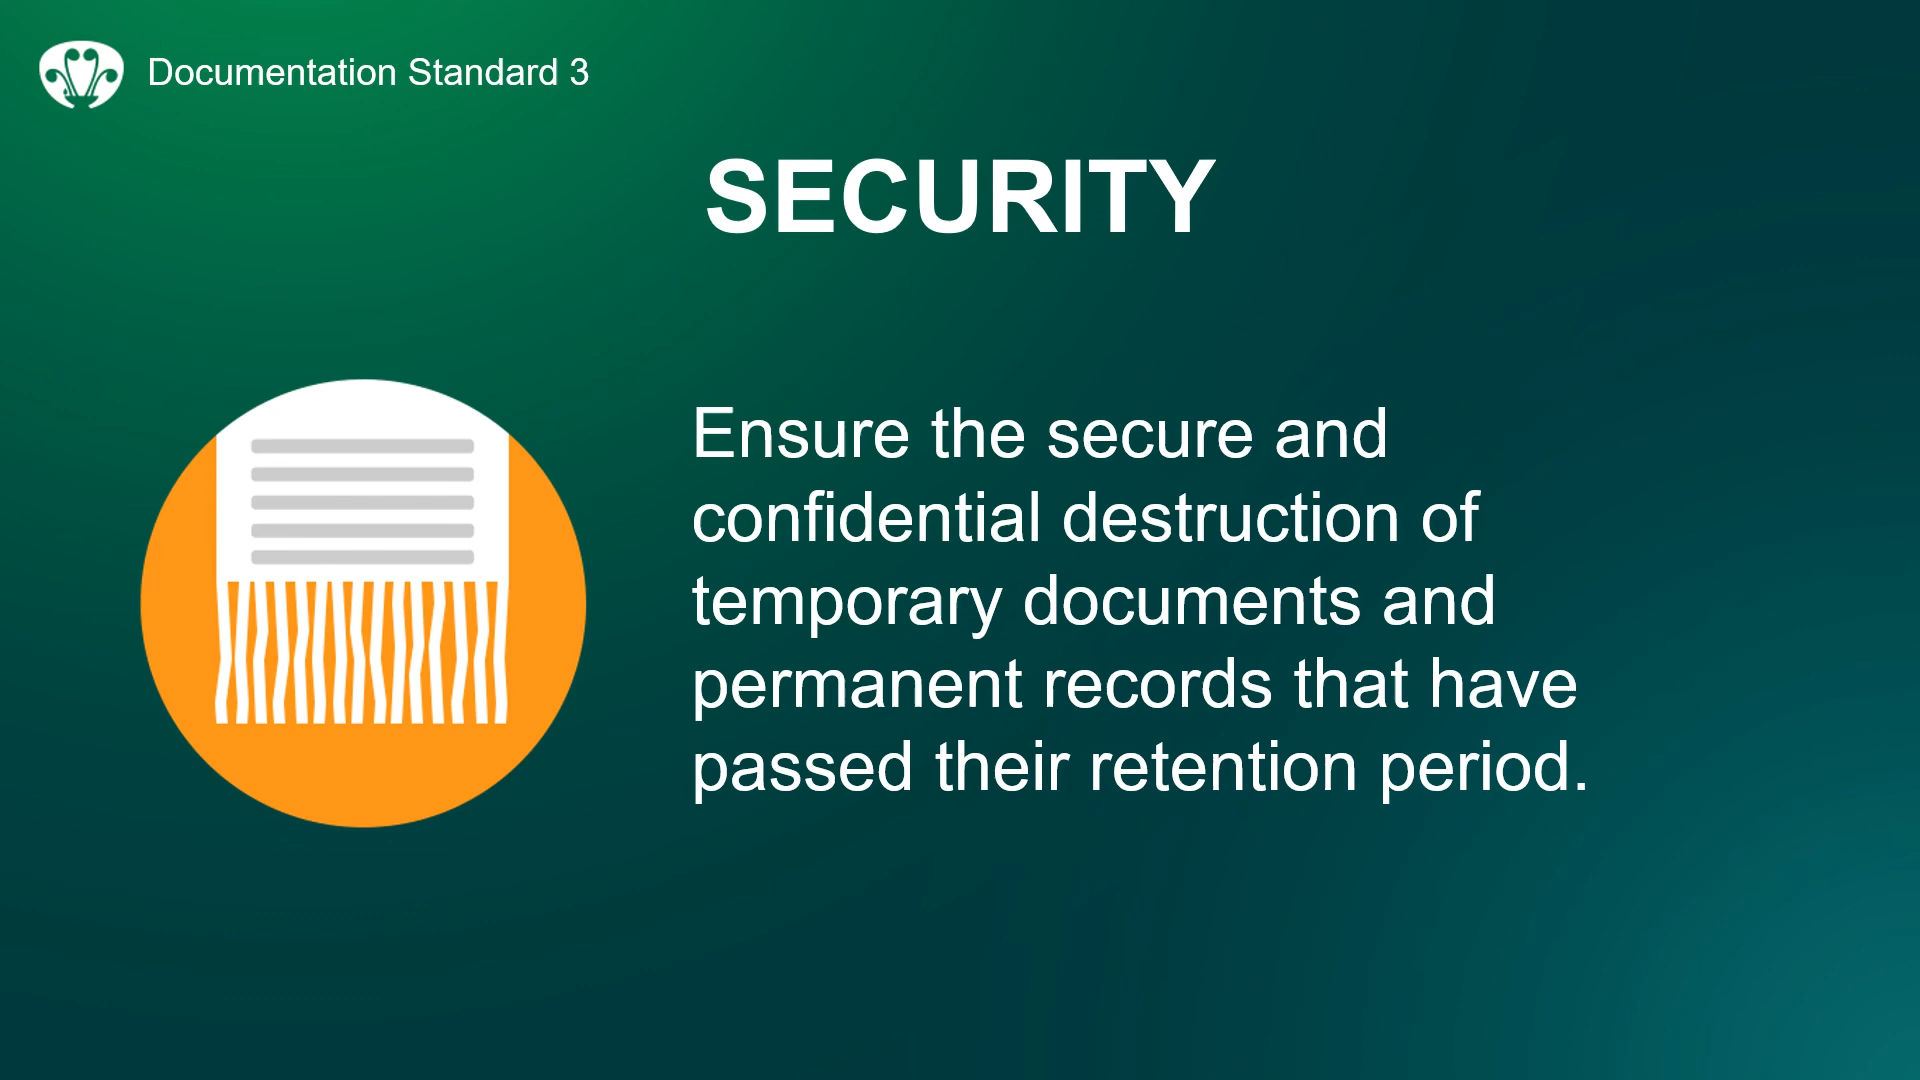 Documentation Standard 3
SECURITY
Ensure the secure and
confidential destruction of
temporary documents and
permanent records that have
passed their retention period.